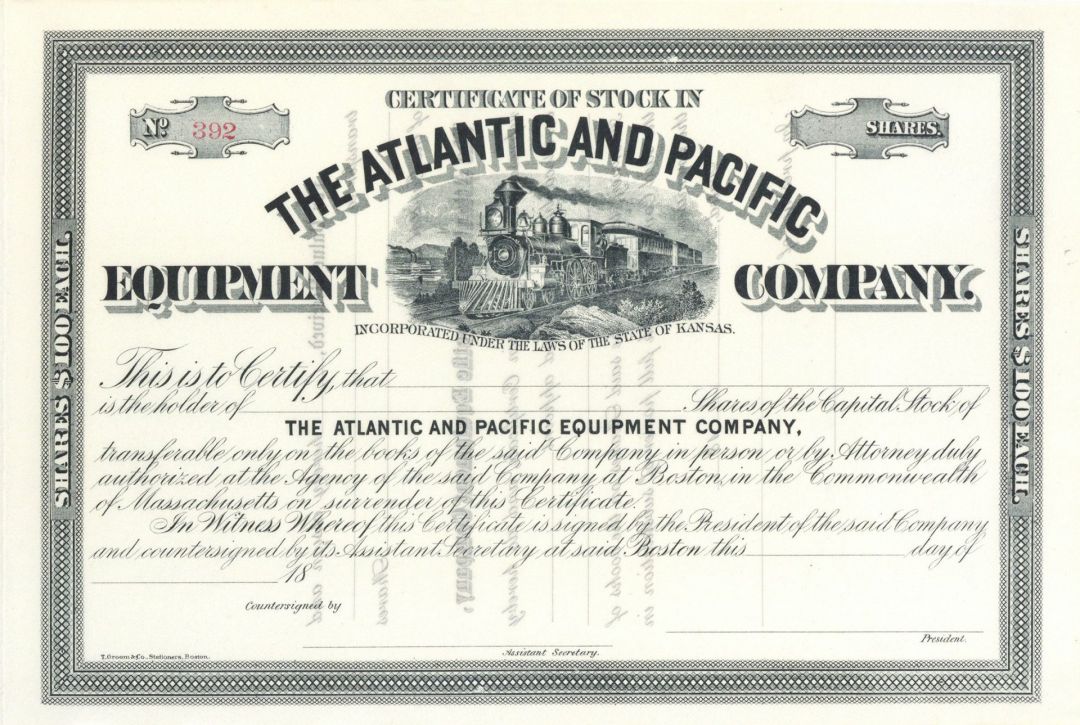 CERTIFICATE OF STOCK IN
Nº 392
SHARES.
THE ATLANTIC AND PACIFIC
EQUIPMENT COMPANY.
INCORPORATED UNDER THE LAWS OF THE STATE OF KANSAS.
SHARES $100 EACH.
SHARES $100 EACH.
This is to Certify, that
is the holder of Shares of the Capital Stock of
THE ATLANTIC AND PACIFIC EQUIPMENT COMPANY,
transferable only on the books of the said Company in person or by Attorney duly
authorized at the Agency of the said Company at Boston, in the Commonwealth
of Massachusetts on surrender of this Certificate.
In Witness Whereof this Certificate is signed by the President of the said Company
and countersigned by its Assistant Secretary at said Boston this day of
18
Countersigned by
President.
Assistant Secretary.
T. Groom & Co., Stationers, Boston.